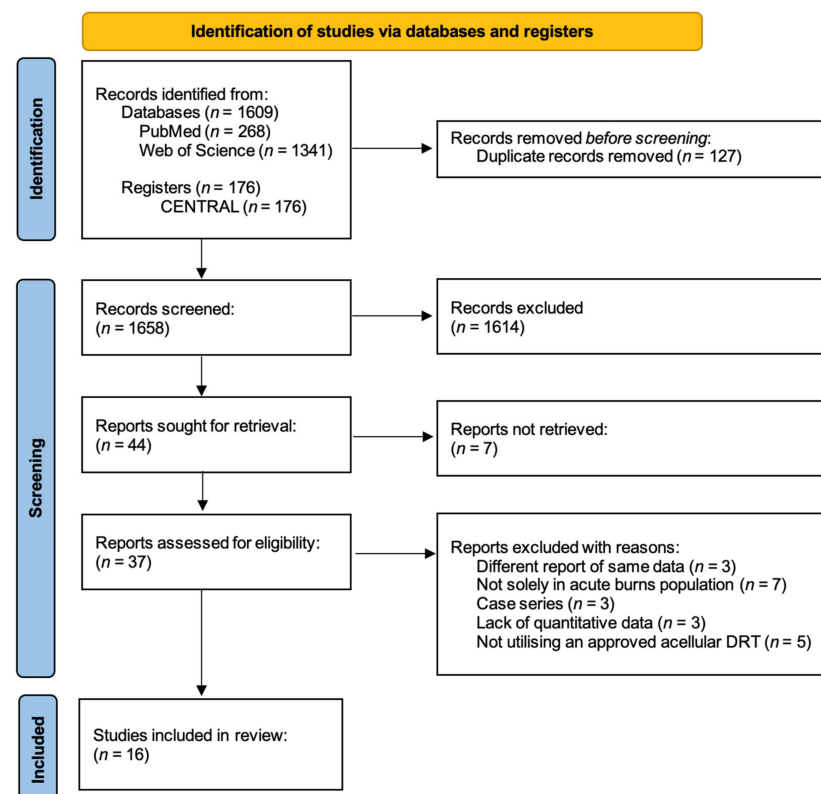 Identification of studies via databases and registers
Identification
Records identified from:
Databases (n = 1609)
PubMed (n = 268)
Web of Science (n = 1341)
Registers (n = 176)
CENTRAL (n = 176)
Records removed before screening:
Duplicate records removed (n = 127)
Screening
Records screened:
(n = 1658)
Records excluded
(n = 1614)
Reports sought for retrieval:
(n = 44)
Reports not retrieved:
(n = 7)
Reports assessed for eligibility:
(n = 37)
Reports excluded with reasons:
Different report of same data (n = 3)
Not solely in acute burns population (n = 7)
Case series (n = 3)
Lack of quantitative data (n = 3)
Not utilising an approved acellular DRT (n = 5)
Included
Studies included in review:
(n = 16)